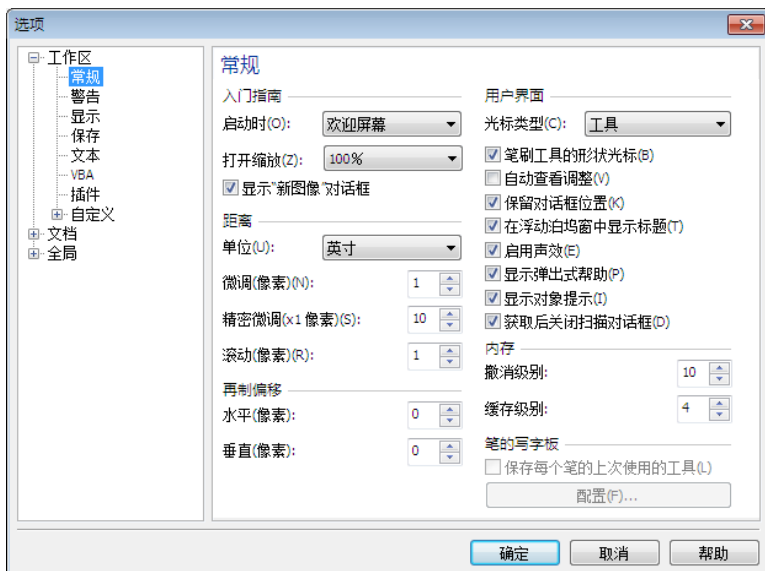 选项
工作区
常规
警告
显示
保存
文本
VBA
插件
自定义
文档
全局
常规
入门指南
启动时(O): 欢迎屏幕
打开缩放(Z): 100%
显示"新图像"对话框
距离
单位(U): 英寸
微调(像素)(N): 1
精密微调(x1 像素)(S): 10
滚动(像素)(R): 1
再制偏移
水平(像素): 0
垂直(像素): 0
用户界面
光标类型(C): 工具
笔刷工具的形状光标(B)
自动查看调整(V)
保留对话框位置(K)
在浮动泊坞窗中显示标题(T)
启用声效(E)
显示弹出式帮助(P)
显示对象提示(I)
获取后关闭扫描对话框(D)
内存
撤消级别: 10
缓存级别: 4
笔的写字板
保存每个笔的上次使用的工具(L)
配置(F)...
确定 取消 帮助